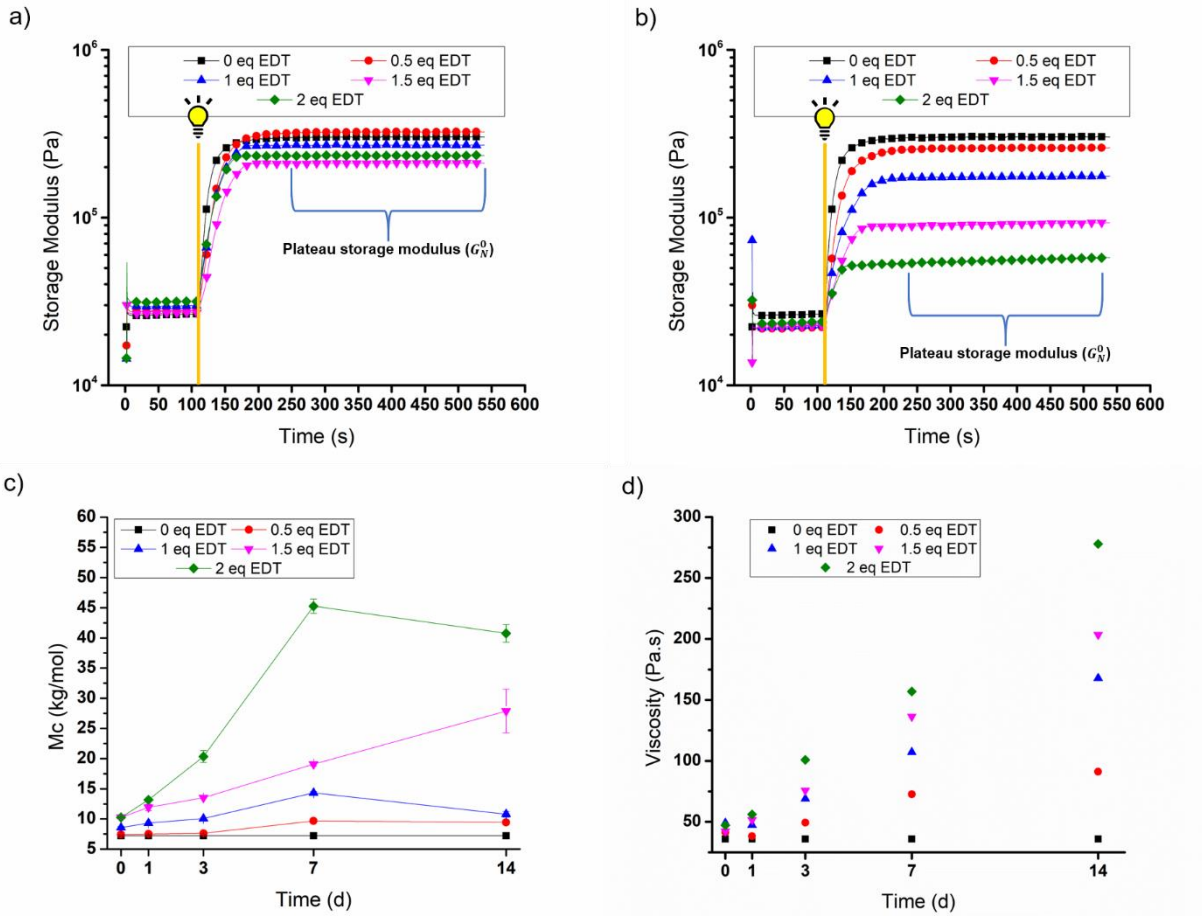 a)
10^6
10^5
10^4
Storage Modulus (Pa)
0 eq EDT 0.5 eq EDT
1 eq EDT 1.5 eq EDT
2 eq EDT
Plateau storage modulus (G_N^0)
0 50 100 150 200 250 300 350 400 450 500 550 600
Time (s)
b)
10^6
10^5
10^4
Storage Modulus (Pa)
0 eq EDT 0.5 eq EDT
1 eq EDT 1.5 eq EDT
2 eq EDT
Plateau storage modulus (G_N^0)
0 50 100 150 200 250 300 350 400 450 500 550 600
Time (s)
c)
60
55
50
45
40
35
30
25
20
15
10
5
Mc (kg/mol)
0 eq EDT 0.5 eq EDT
1 eq EDT 1.5 eq EDT
2 eq EDT
0 1 3 7 14
Time (d)
d)
300
250
200
150
100
50
Viscosity (Pa.s)
0 eq EDT 0.5 eq EDT
1 eq EDT 1.5 eq EDT
2 eq EDT
0 1 3 7 14
Time (d)